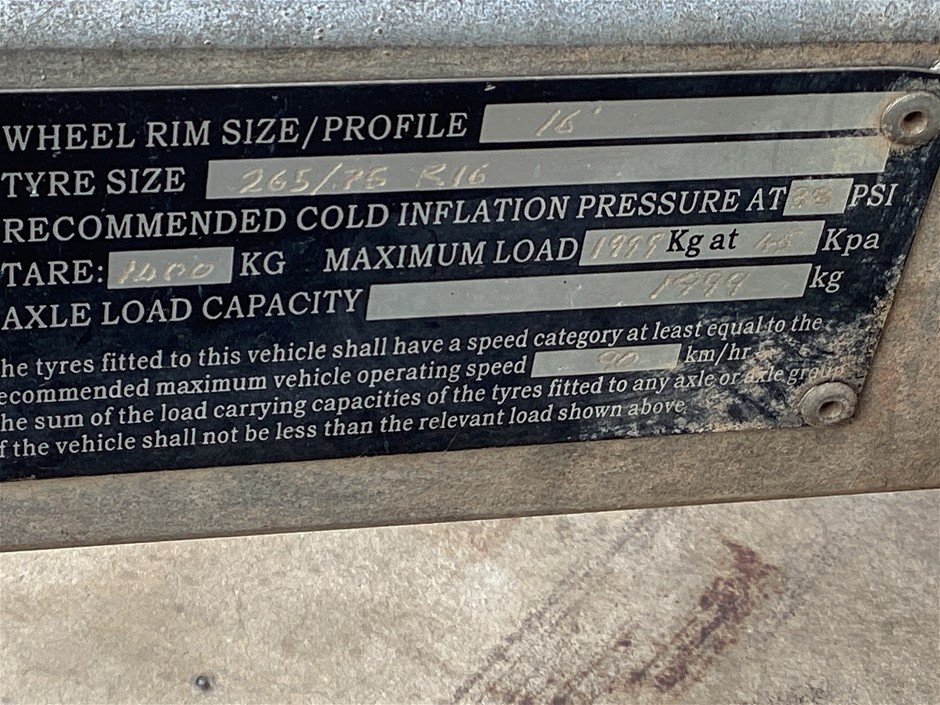 WHEEL RIM SIZE/PROFILE 16"
TYRE SIZE 265/75 R16
RECOMMENDED COLD INFLATION PRESSURE AT PSI
TARE: 1400 KG MAXIMUM LOAD 1999 Kg at Kpa
AXLE LOAD CAPACITY 1999 kg
he tyres fitted to this vehicle shall have a speed category at least equal to the
ecommended maximum vehicle operating speed 90 km/hr
he sum of the load carrying capacities of the tyres fitted to any axle or axle group
f the vehicle shall not be less than the relevant load shown above.